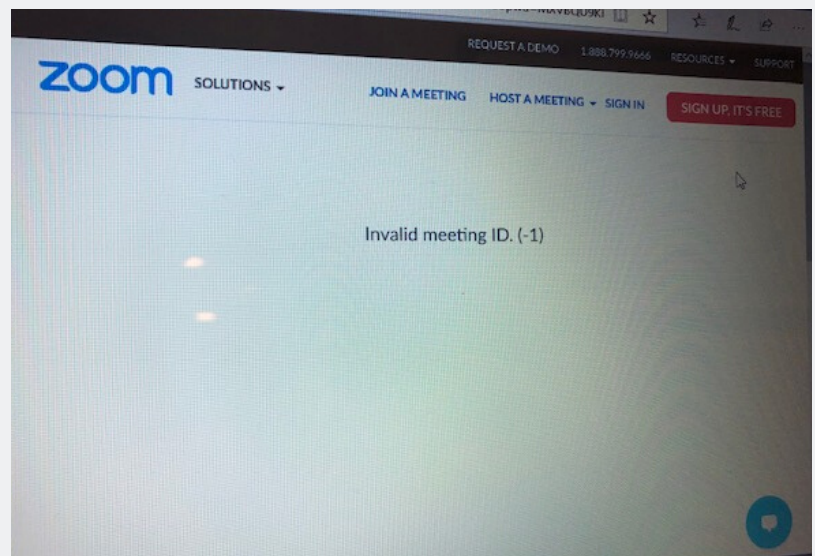 REQUEST A DEMO 1.888.799.9666 RESOURCES SUPPORT
zoom SOLUTIONS JOIN A MEETING HOST A MEETING SIGN IN SIGN UP, IT'S FREE
Invalid meeting ID. (-1)